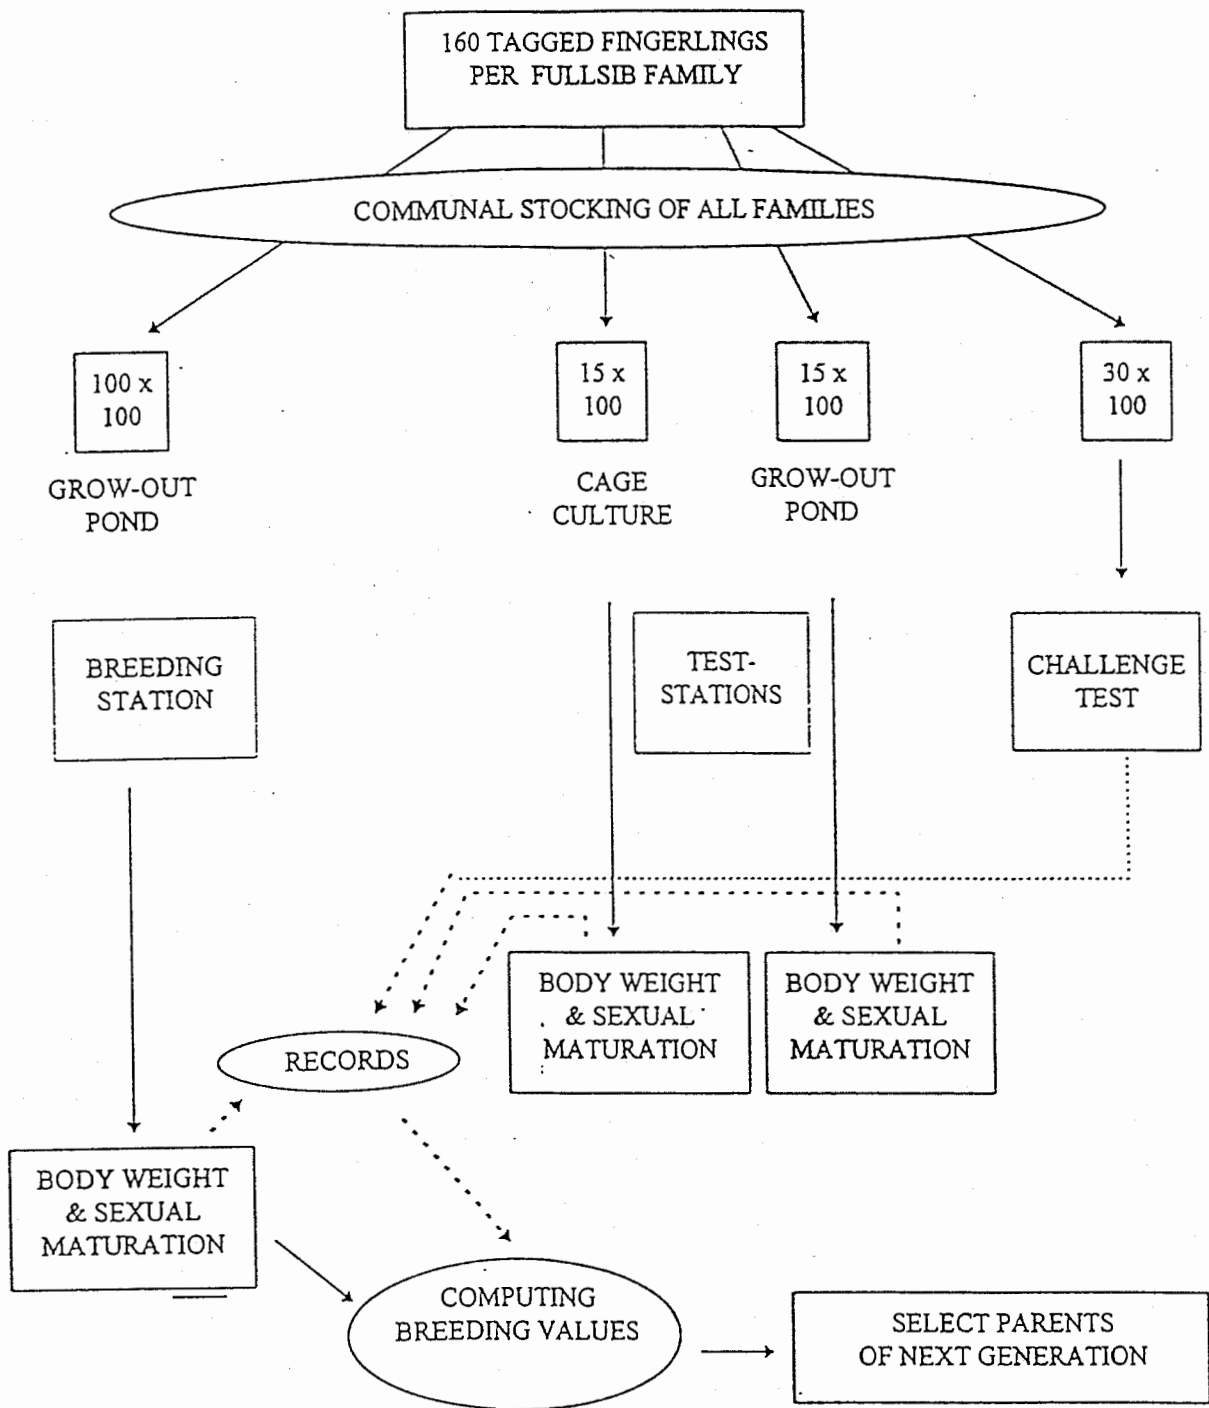 160 TAGGED FINGERLINGS
PER FULLSIB FAMILY
COMMUNAL STOCKING OF ALL FAMILIES
100 x
100
15 x
100
15 x
100
30 x
100
GROW-OUT
POND
CAGE
CULTURE
GROW-OUT
POND
BREEDING
STATION
TEST-
STATIONS
CHALLENGE
TEST
BODY WEIGHT
& SEXUAL
MATURATION
BODY WEIGHT
& SEXUAL
MATURATION
RECORDS
BODY WEIGHT
& SEXUAL
MATURATION
COMPUTING
BREEDING VALUES
SELECT PARENTS
OF NEXT GENERATION